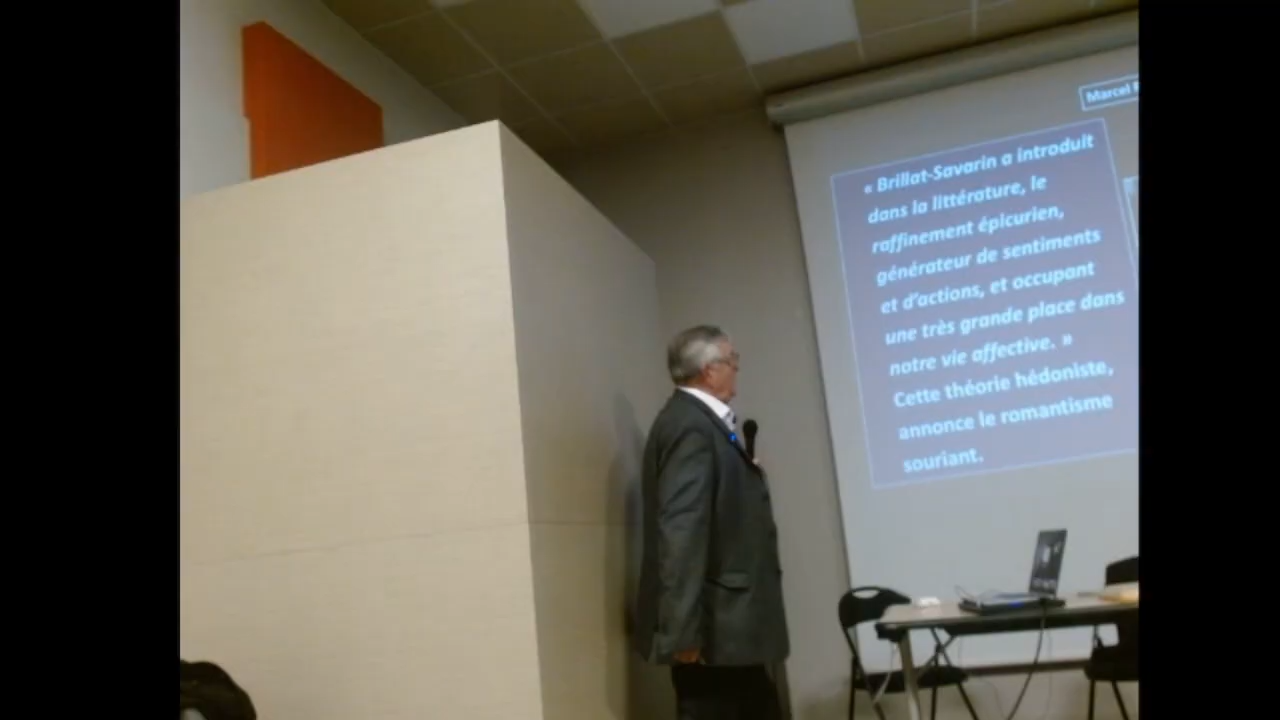 Marcel
« Brillat-Savarin a introduit
dans la littérature, le
raffinement épicurien,
générateur de sentiments
et d'actions, et occupant
une très grande place dans
notre vie affective. »
Cette théorie hédoniste,
annonce le romantisme
souriant.